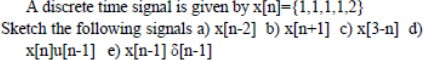 A discrete time signal is given by x[n]={1,1,1,1,2}
Sketch the following signals a) x[n-2] b) x[n+1] c) x[3-n] d)
x[n]u[n-1] e) x[n-1] δ[n-1]